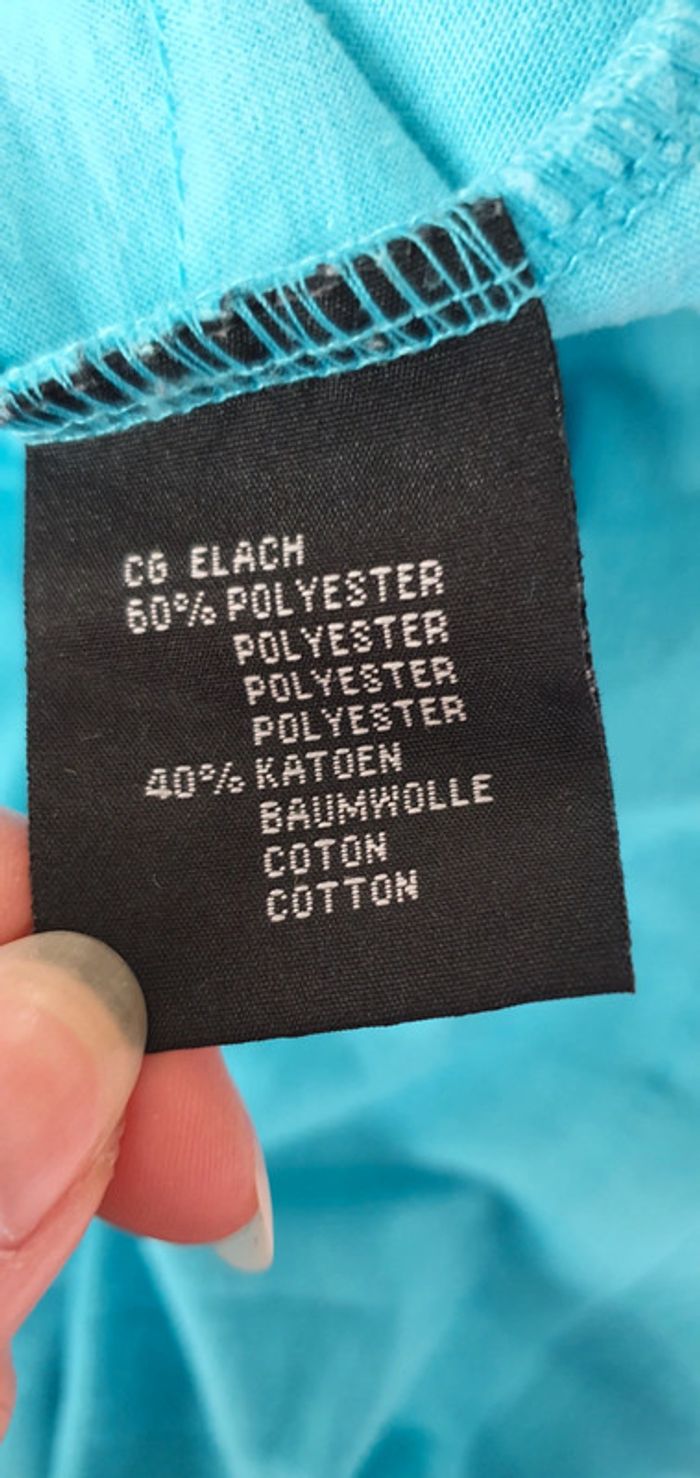 CG ELACH
60% POLYESTER
POLYESTER
POLYESTER
POLYESTER
40% KATOEN
BAUMWOLLE
COTON
COTTON